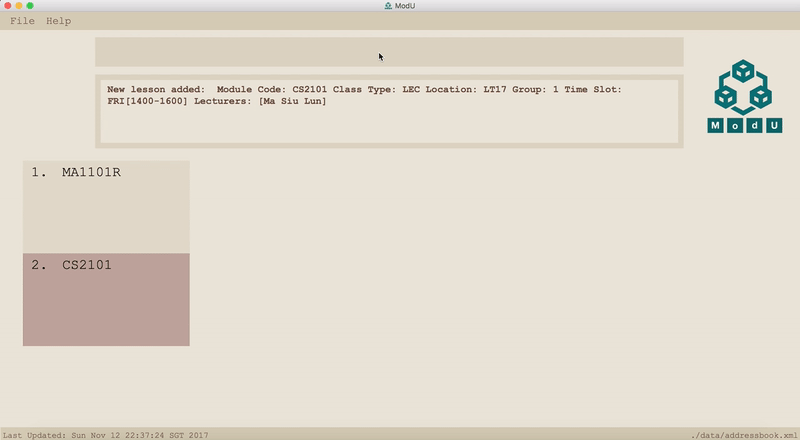 ModU
File Help
New lesson added:  Module Code: CS2101 Class Type: LEC Location: LT17 Group: 1 Time Slot:
FRI[1400-1600] Lecturers: [Ma Siu Lun]
M o d U
1. MA1101R
2. CS2101
Last Updated: Sun Nov 12 22:37:24 SGT 2017
./data/addressbook.xml